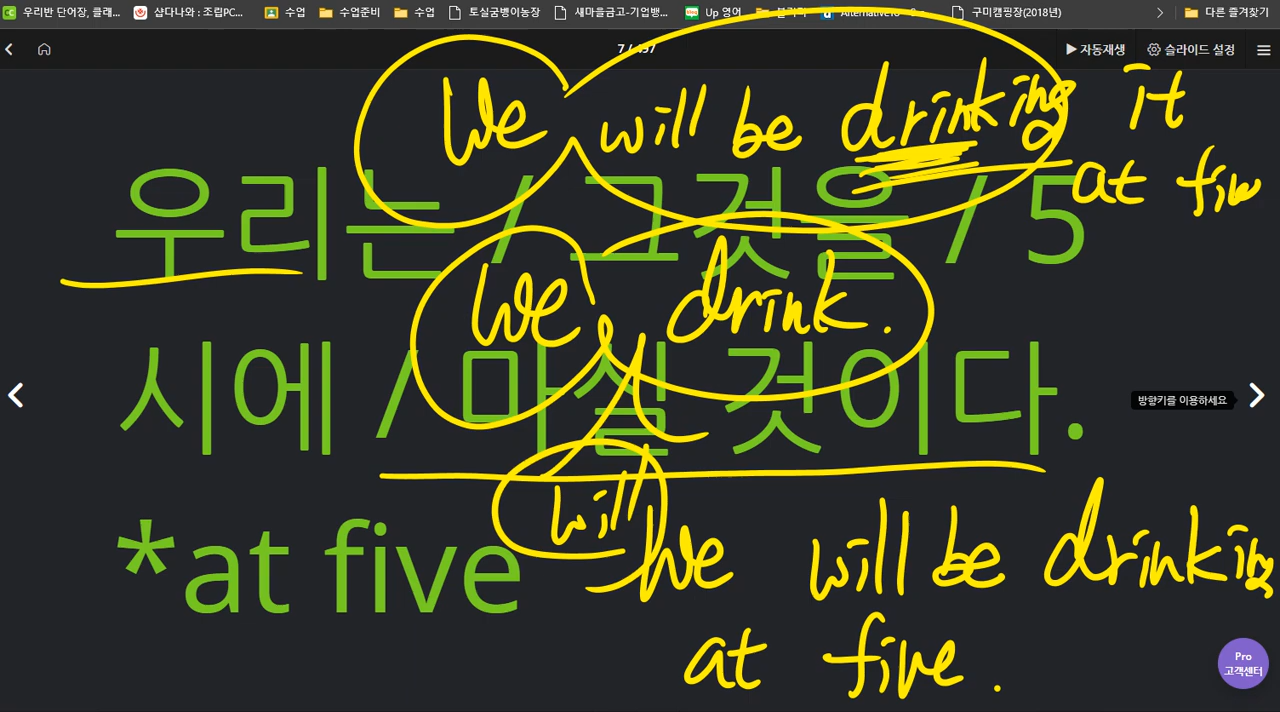 우리반 단어장, 클래... 샵다나와 : 조립PC... 수업 수업준비 수업 토실굼벵이농장 새마을금고-기업뱅... Up 영어 구미캠핑장(2018년) 다른 즐겨찾기
자동재생 슬라이드 설정
We will be drinking it
at five
우리는 / 그것을 / 5
We drink.
시에 / 마실 것이다.
방향키를 이용하세요
will
*at five
We will be drinking
at five.
Pro
고객센터